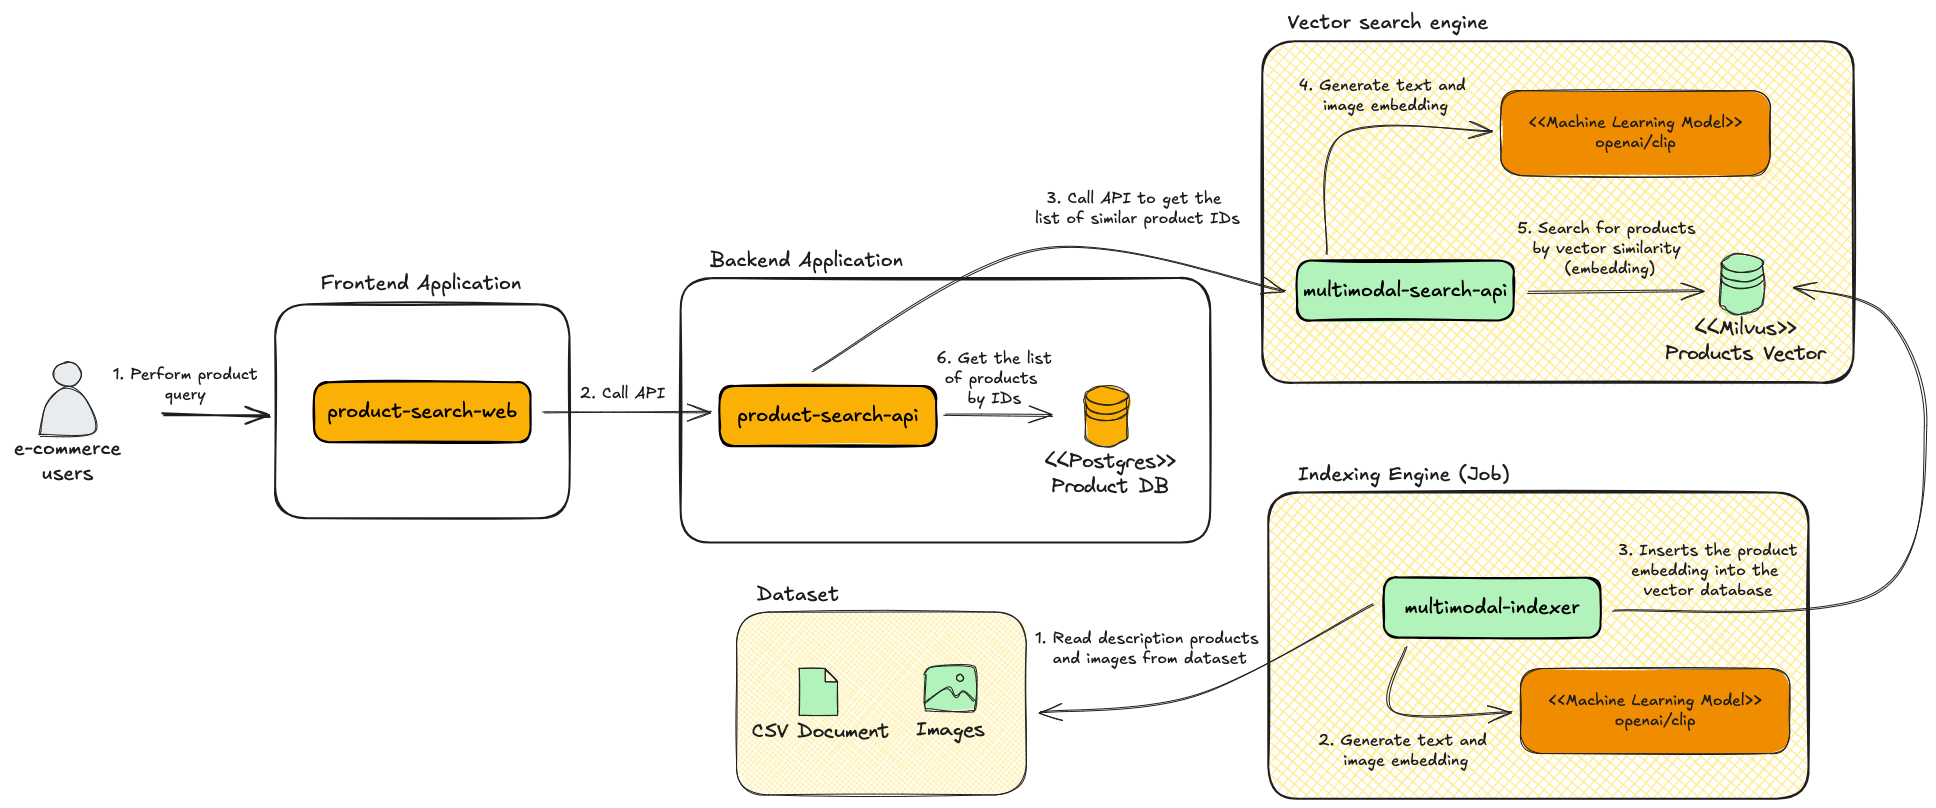 Vector search engine
4. Generate text and
image embedding
<<Machine Learning Model>>
openai/clip
3. Call API to get the
list of similar product IDs
5. Search for products
by vector similarity
(embedding)
multimodal-search-api
<<Milvus>>
Products Vector
Backend Application
Frontend Application
1. Perform product
query
e-commerce
users
product-search-web
2. Call API
product-search-api
6. Get the list
of products
by IDs
<<Postgres>>
Product DB
Indexing Engine (Job)
3. Inserts the product
embedding into the
vector database
multimodal-indexer
Dataset
1. Read description products
and images from dataset
CSV Document
Images
<<Machine Learning Model>>
openai/clip
2. Generate text and
image embedding